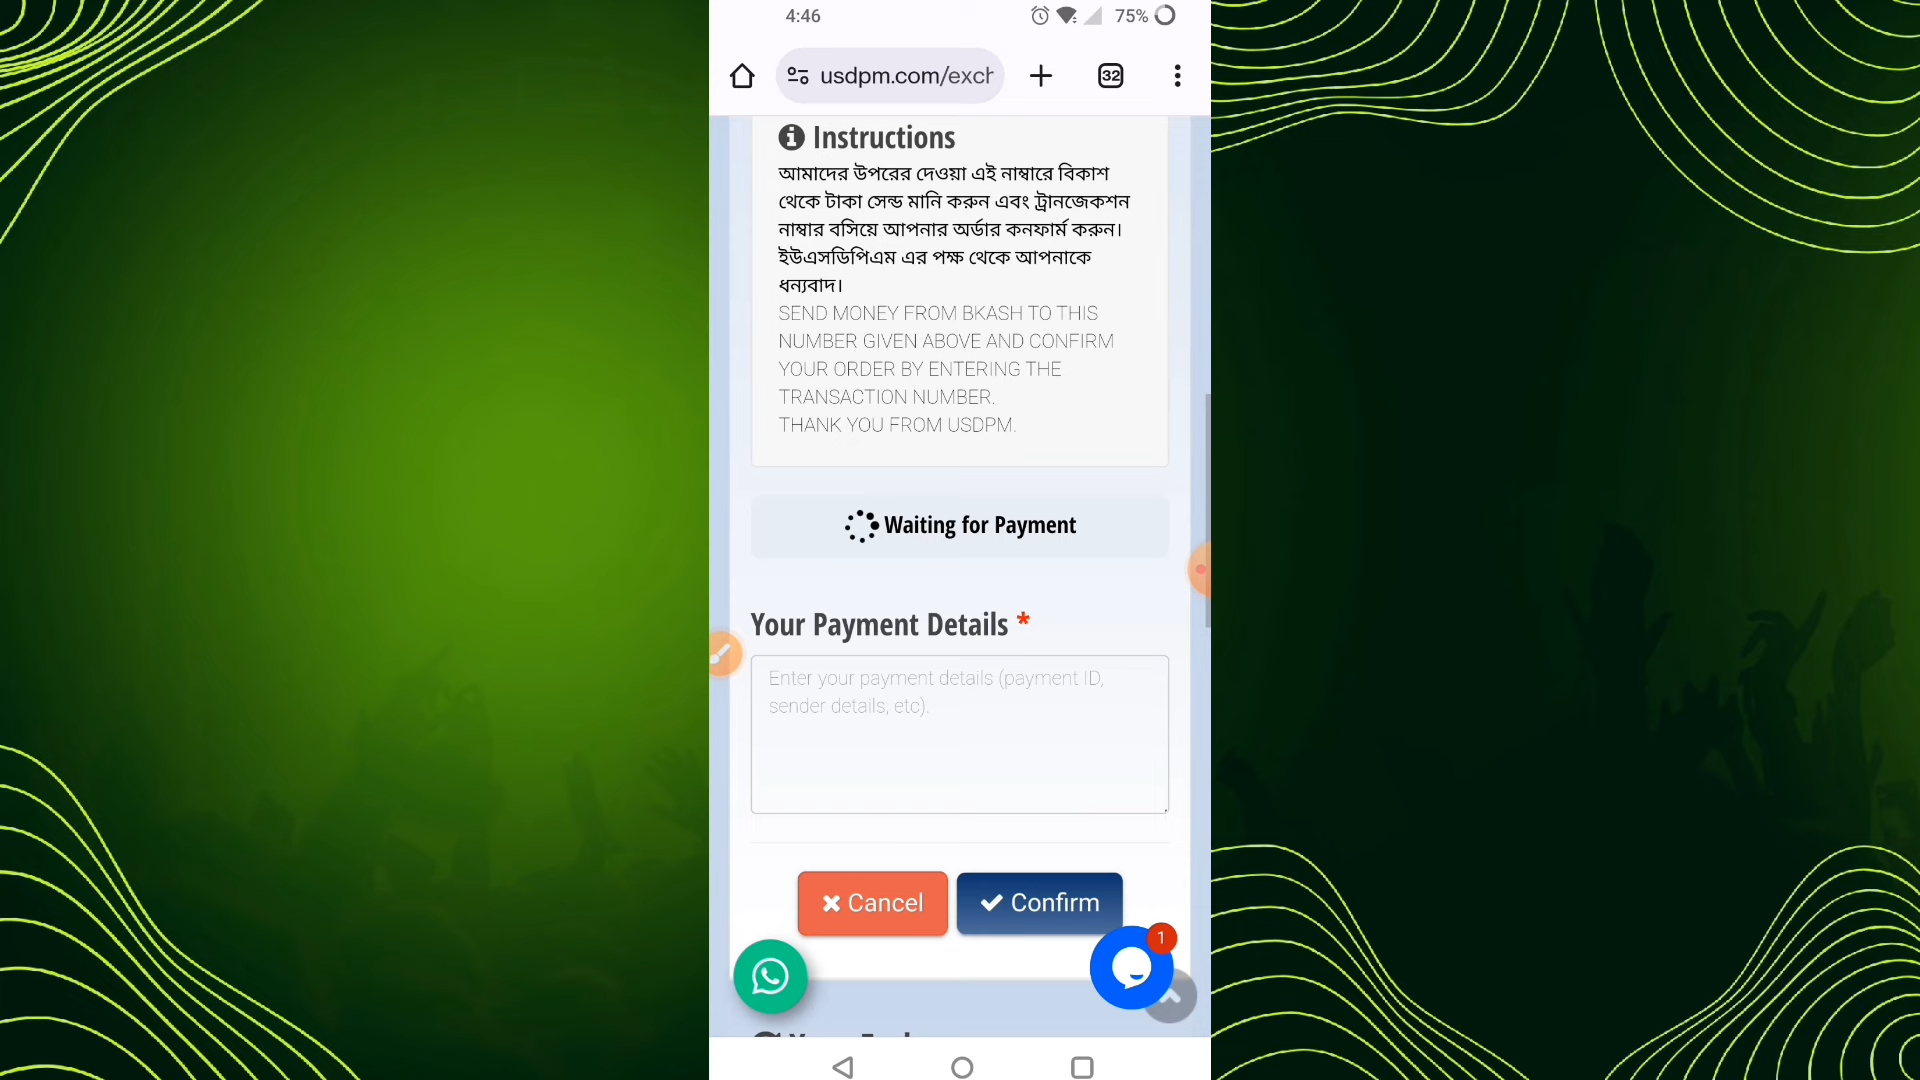 4:46
75%
usdpm.com/exch
32
Instructions
আমাদের উপরের দেওয়া এই নাম্বারে বিকাশ
থেকে টাকা সেন্ড মানি করুন এবং ট্রানজেকশন
নাম্বার বসিয়ে আপনার অর্ডার কনফার্ম করুন।
ইউএসডিপিএম এর পক্ষ থেকে আপনাকে
ধন্যবাদ।
SEND MONEY FROM BKASH TO THIS
NUMBER GIVEN ABOVE AND CONFIRM
YOUR ORDER BY ENTERING THE
TRANSACTION NUMBER.
THANK YOU FROM USDPM.
Waiting for Payment
Your Payment Details *
Enter your payment details (payment ID,
sender details, etc).
Cancel
Confirm
1